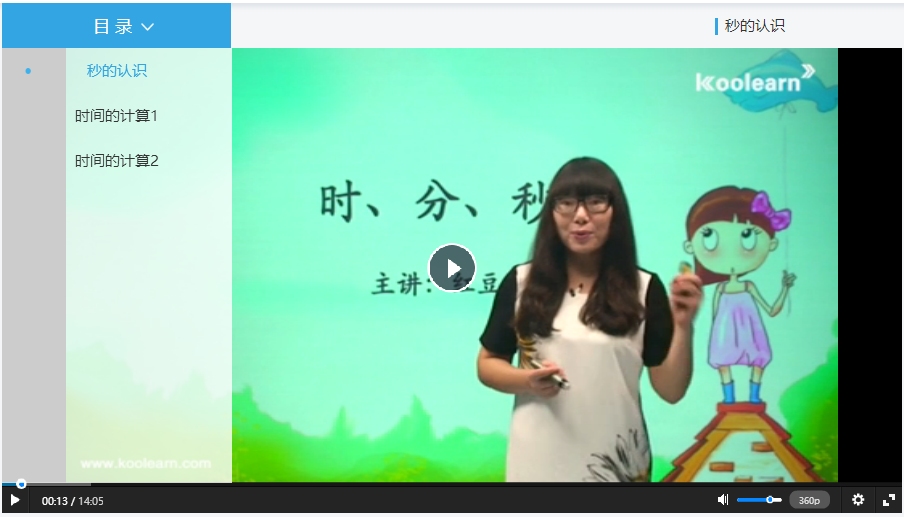 目录
秒的认识
秒的认识
时间的计算1
时间的计算2
www.koolearn.com
koolearn
时、分、秒
主讲：红豆
00:13 / 14:05
360p